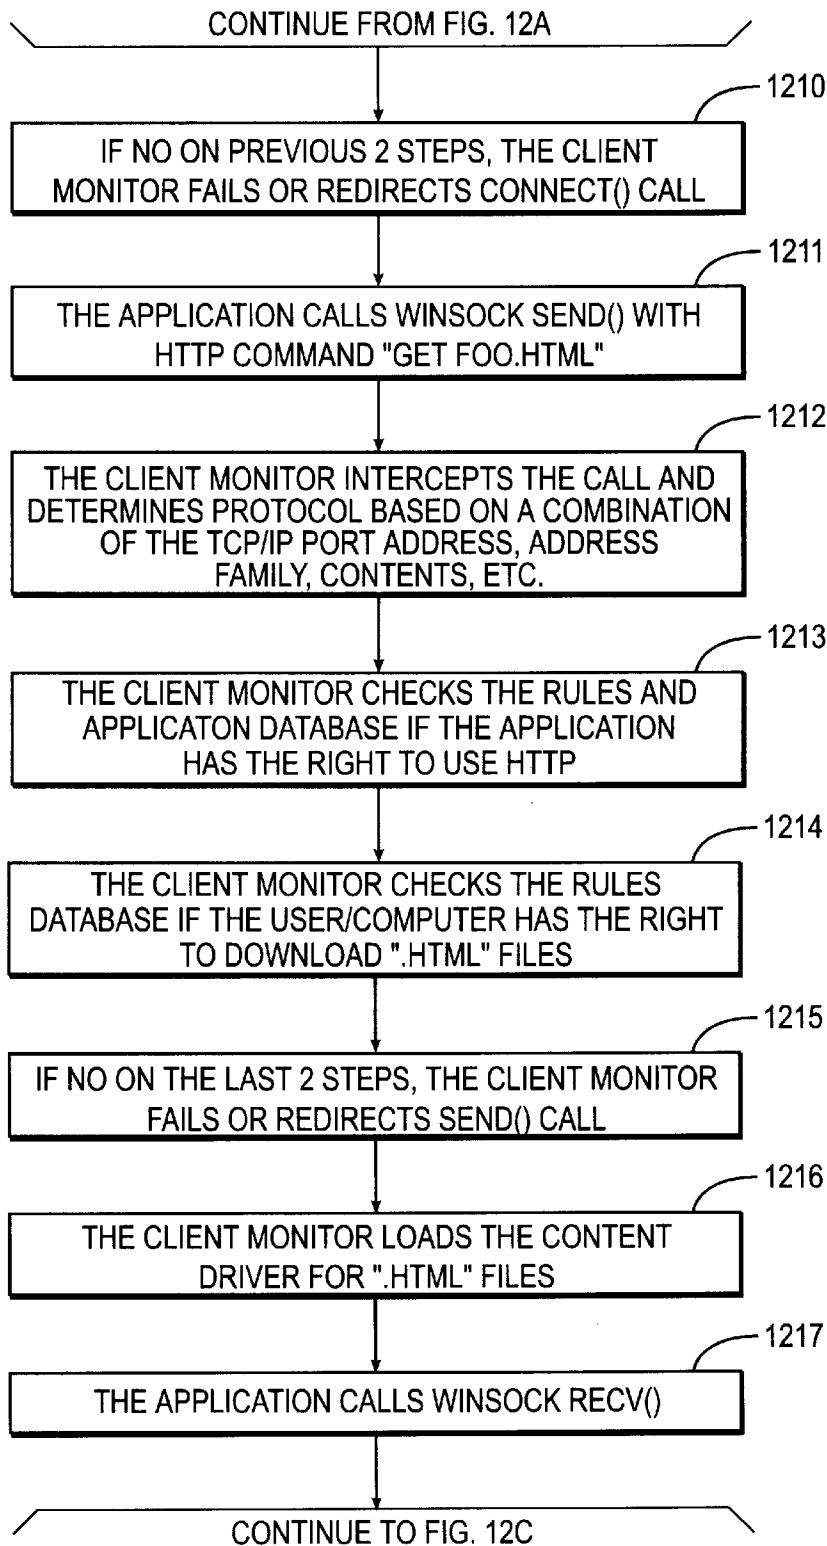 CONTINUE FROM FIG. 12A
1210
IF NO ON PREVIOUS 2 STEPS, THE CLIENT
MONITOR FAILS OR REDIRECTS CONNECT() CALL
1211
THE APPLICATION CALLS WINSOCK SEND() WITH
HTTP COMMAND "GET FOO.HTML"
1212
THE CLIENT MONITOR INTERCEPTS THE CALL AND
DETERMINES PROTOCOL BASED ON A COMBINATION
OF THE TCP/IP PORT ADDRESS, ADDRESS
FAMILY, CONTENTS, ETC.
1213
THE CLIENT MONITOR CHECKS THE RULES AND
APPLICATON DATABASE IF THE APPLICATION
HAS THE RIGHT TO USE HTTP
1214
THE CLIENT MONITOR CHECKS THE RULES
DATABASE IF THE USER/COMPUTER HAS THE RIGHT
TO DOWNLOAD ".HTML" FILES
1215
IF NO ON THE LAST 2 STEPS, THE CLIENT MONITOR
FAILS OR REDIRECTS SEND() CALL
1216
THE CLIENT MONITOR LOADS THE CONTENT
DRIVER FOR ".HTML" FILES
1217
THE APPLICATION CALLS WINSOCK RECV()
CONTINUE TO FIG. 12C